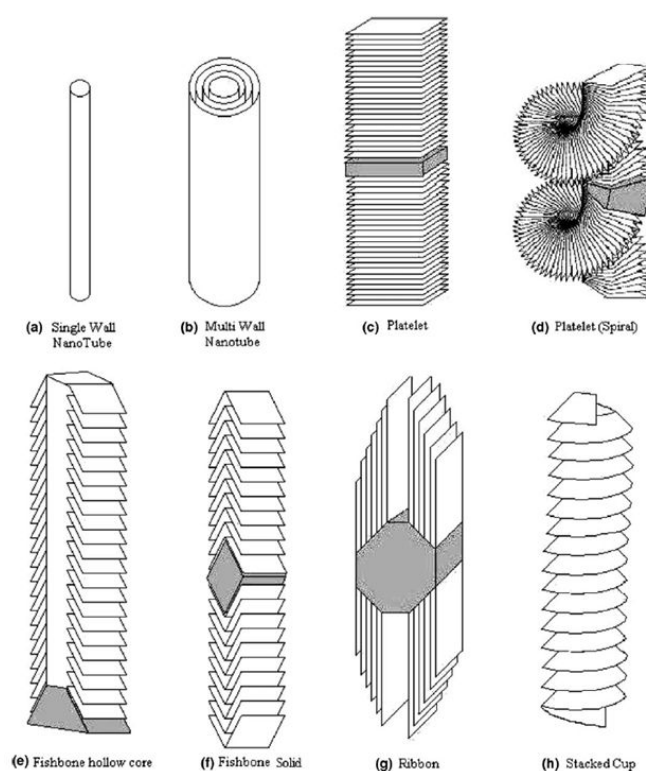 (a) Single Wall
NanoTube
(b) Multi Wall
Nanotube
(c) Platelet
(d) Platelet (Spiral)
(e) Fishbone hollow core
(f) Fishbone Solid
(g) Ribbon
(h) Stacked Cup